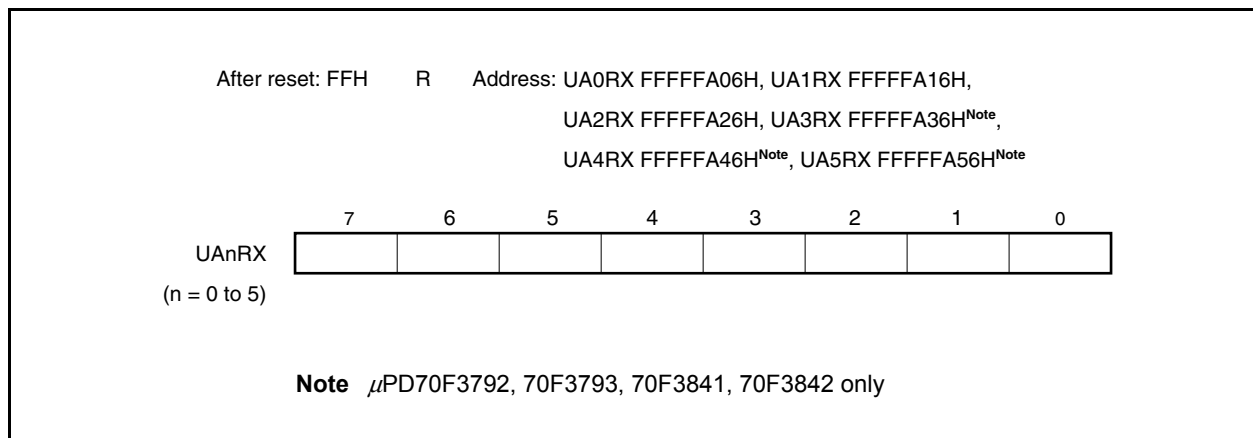 After reset: FFH R Address: UA0RX FFFFFA06H, UA1RX FFFFFA16H,
UA2RX FFFFFA26H, UA3RX FFFFFA36HNote,
UA4RX FFFFFA46HNote, UA5RX FFFFFA56HNote
7 6 5 4 3 2 1 0
UAnRX
(n = 0 to 5)
Note μPD70F3792, 70F3793, 70F3841, 70F3842 only